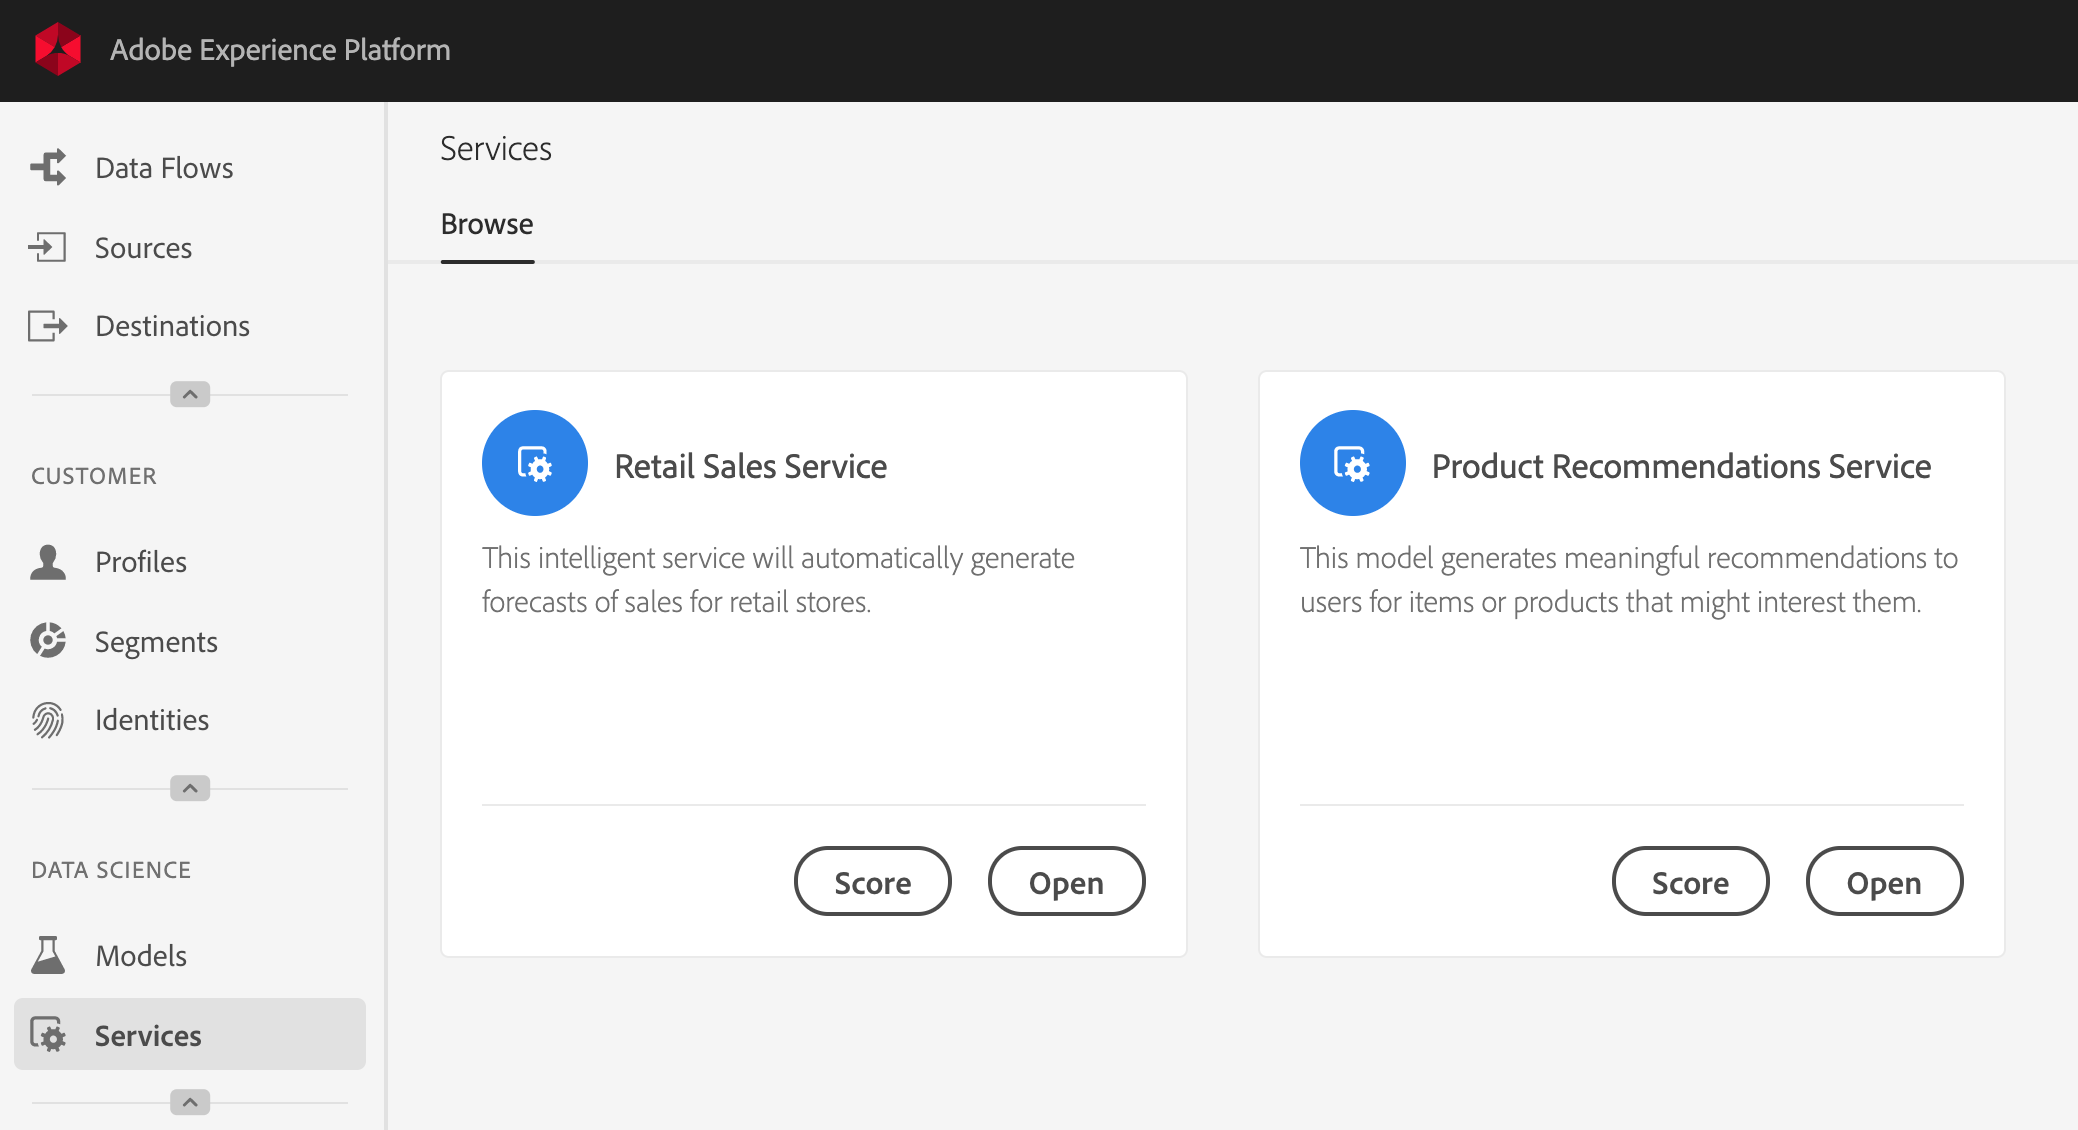 Adobe Experience Platform
Data Flows
Sources
Destinations
CUSTOMER
Profiles
Segments
Identities
DATA SCIENCE
Models
Services
Services
Browse
Retail Sales Service
This intelligent service will automatically generate
forecasts of sales for retail stores.
Score
Open
Product Recommendations Service
This model generates meaningful recommendations to
users for items or products that might interest them.
Score
Open